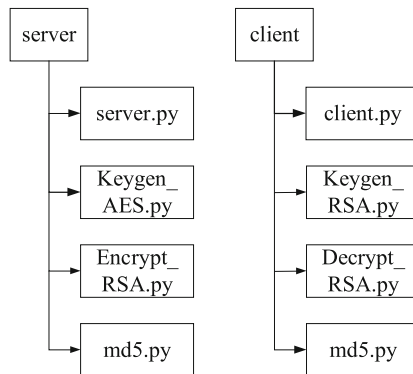 server
server.py
Keygen_
AES.py
Encrypt_
RSA.py
md5.py
client
client.py
Keygen_
RSA.py
Decrypt_
RSA.py
md5.py